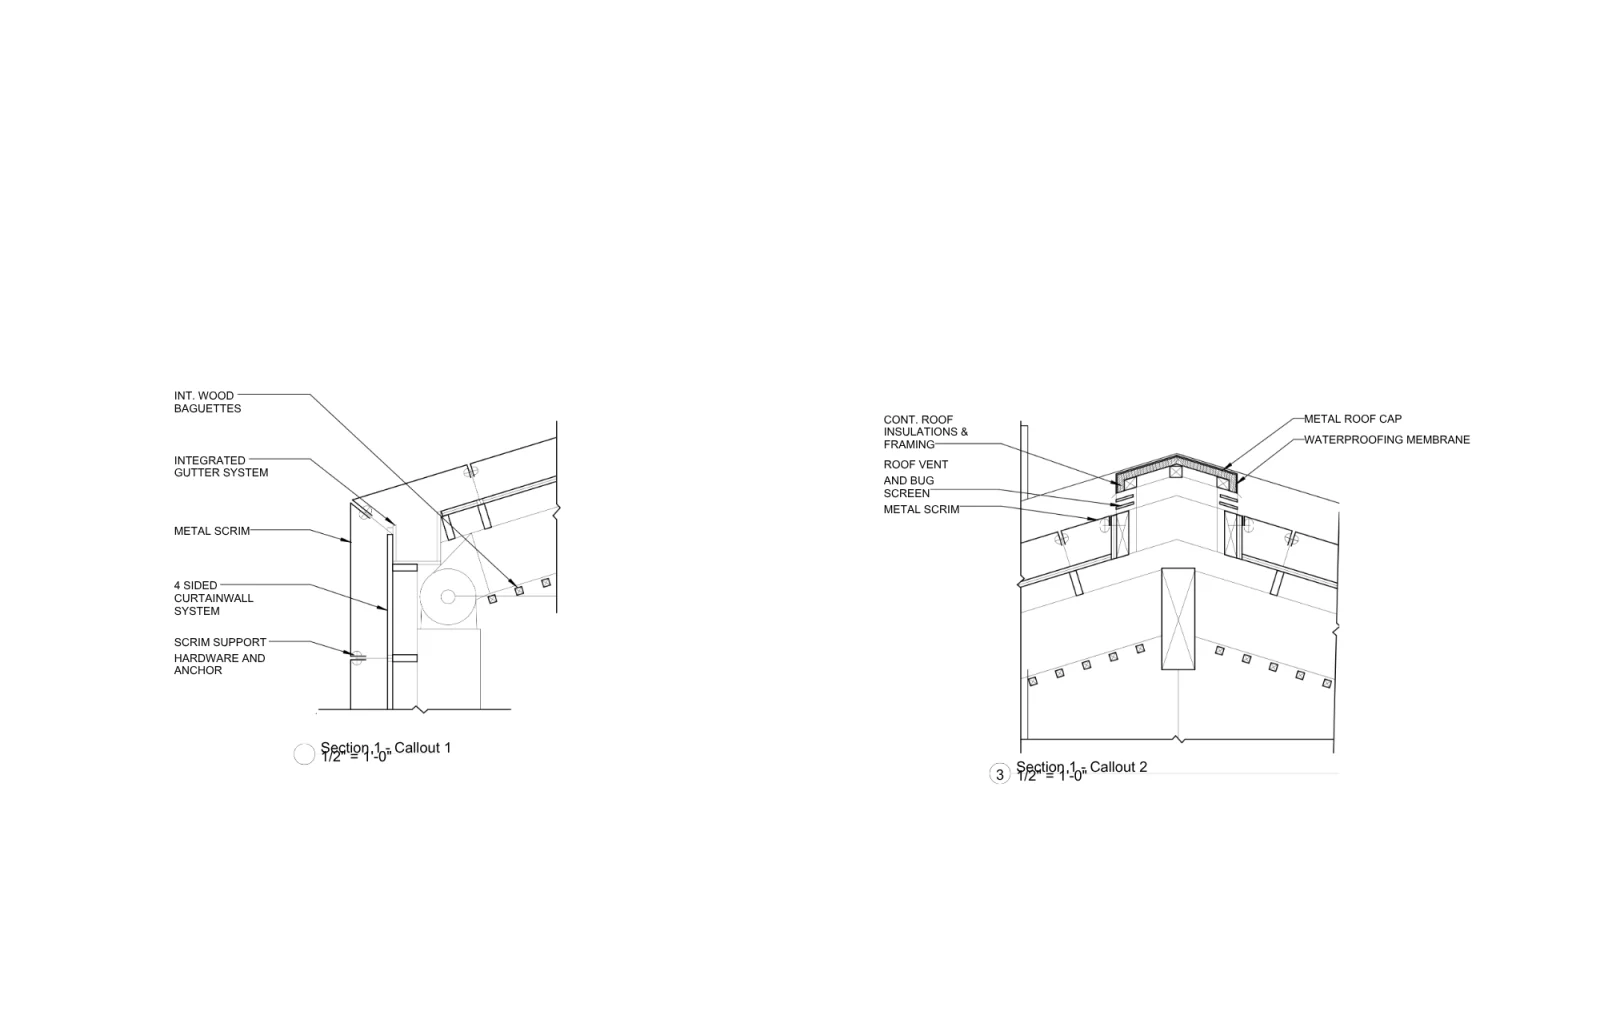 INT. WOOD
BAGUETTES
INTEGRATED
GUTTER SYSTEM
METAL SCRIM
4 SIDED
CURTAINWALL
SYSTEM
SCRIM SUPPORT
HARDWARE AND
ANCHOR
Section 1 - Callout 1
1/2" = 1'-0"
CONT. ROOF
INSULATIONS &
FRAMING
ROOF VENT
AND BUG
SCREEN
METAL SCRIM
METAL ROOF CAP
WATERPROOFING MEMBRANE
3
Section 1 - Callout 2
1/2" = 1'-0"